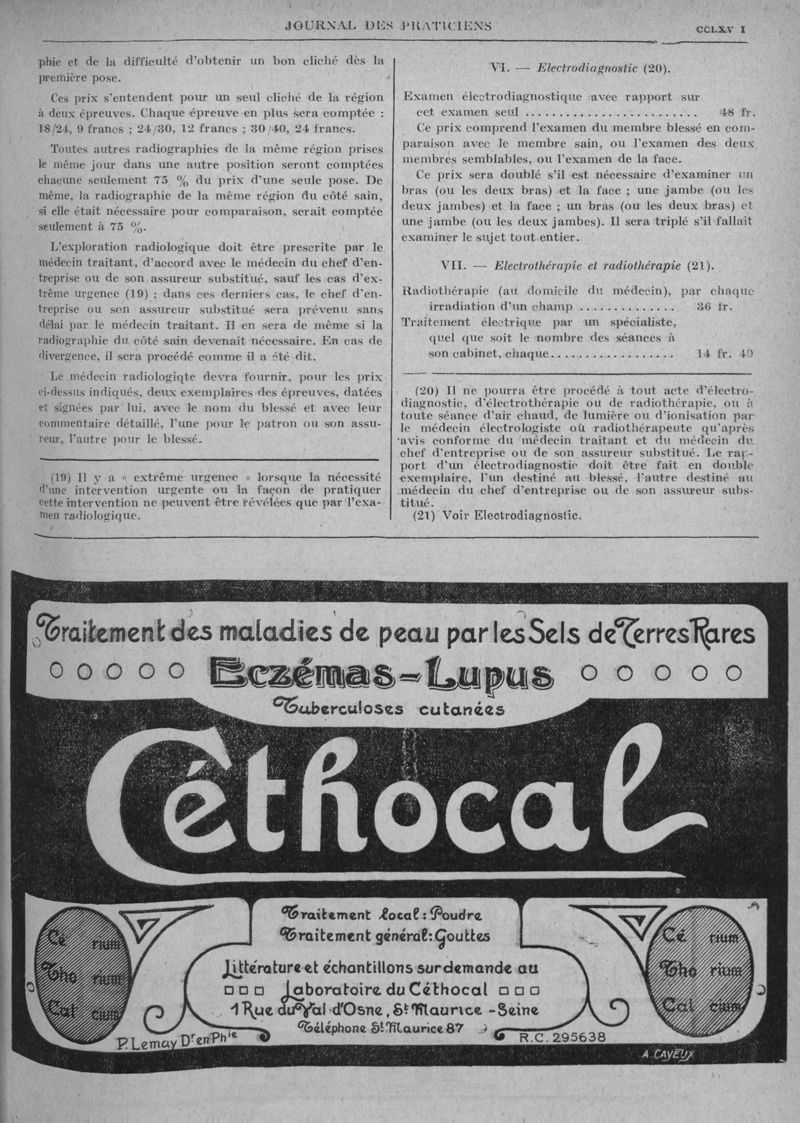 JOURNAL DES PRATICIENS
CCLXV I
phie et de la difficulté d'obtenir un bon cliché dès la
première pose.
Ces prix s'entendent pour un seul cliché de la région
à deux épreuves. Chaque épreuve en plus sera comptée :
18/24, 9 francs ; 24/30, 12 francs ; 30/40, 24 francs.
Toutes autres radiographies de la même région prises
le même jour dans une autre position seront comptées
chacune seulement 75 % du prix d'une seule pose. De
même, la radiographie de la même région du côté sain,
si elle était nécessaire pour comparaison, serait comptée
seulement à 75 %.
L'exploration radiologique doit être prescrite par le
médecin traitant, d'accord avec le médecin du chef d'en-
treprise ou de son assureur substitué, sauf les cas d'ex-
trême urgence (19) ; dans ces derniers cas, le chef d'en-
treprise ou son assureur substitué sera prévenu sans
délai par le médecin traitant. Il en sera de même si la
radiographie du côté sain devenait nécessaire. En cas de
divergence, il sera procédé comme il a été dit.
Le médecin radiologiqte devra fournir, pour les prix
ci-dessus indiqués, deux exemplaires des épreuves, datées
et signées par lui, avec le nom du blessé et avec leur
commentaire détaillé, l'une pour le patron ou son assu-
reur, l'autre pour le blessé.
(19) Il y a « extrême urgence » lorsque la nécessité
d'une intervention urgente ou la façon de pratiquer
cette intervention ne peuvent être révélées que par l'exa-
men radiologique.
VI. — Electrodiagnostic (20).
Examen électrodiagnostique avec rapport sur
cet examen seul .......................... 48 fr.
Ce prix comprend l'examen du membre blessé en com-
paraison avec le membre sain, ou l'examen des deux
membres semblables, ou l'examen de la face.
Ce prix sera doublé s'il est nécessaire d'examiner un
bras (ou les deux bras) et la face ; une jambe (ou les
deux jambes) et la face ; un bras (ou les deux bras) et
une jambe (ou les deux jambes). Il sera triplé s'il fallait
examiner le sujet tout entier.
VII. — Electrothérapie et radiothérapie (21).
Radiothérapie (au domicile du médecin), par chaque
irradiation d'un champ ............... 36 fr.
Traitement électrique par un spécialiste,
quel que soit le nombre des séances à
son cabinet, chaque................... 14 fr. 40
(20) Il ne pourra être procédé à tout acte d'électro-
diagnostic, d'électrothérapie ou de radiothérapie, ou à
toute séance d'air chaud, de lumière ou d'ionisation par
le médecin électrologiste où radiothérapeute qu'après
avis conforme du médecin traitant et du médecin du
chef d'entreprise ou de son assureur substitué. Le rap-
port d'un électrodiagnostic doit être fait en double
exemplaire, l'un destiné au blessé, l'autre destiné au
médecin du chef d'entreprise ou de son assureur subs-
titué.
(21) Voir Electrodiagnostic.
Traitement des maladies de peau par les Sels de Terres Rares
Eczémas-Lupus
Tuberculoses cutanées
Céthocal
Traitement local : Poudre
Traitement général : Gouttes
Littérature et échantillons sur demande au
Laboratoire du Céthocal
1 Rue du Val d'Osne, St Maurice - Seine
Téléphone St Maurice 87
Cé rium
Tho rium
Cal cium
Cé rium
Tho rium
Cal cium
P. Lemay Dr en Phie
R.C. 295638
A. CAYEUX